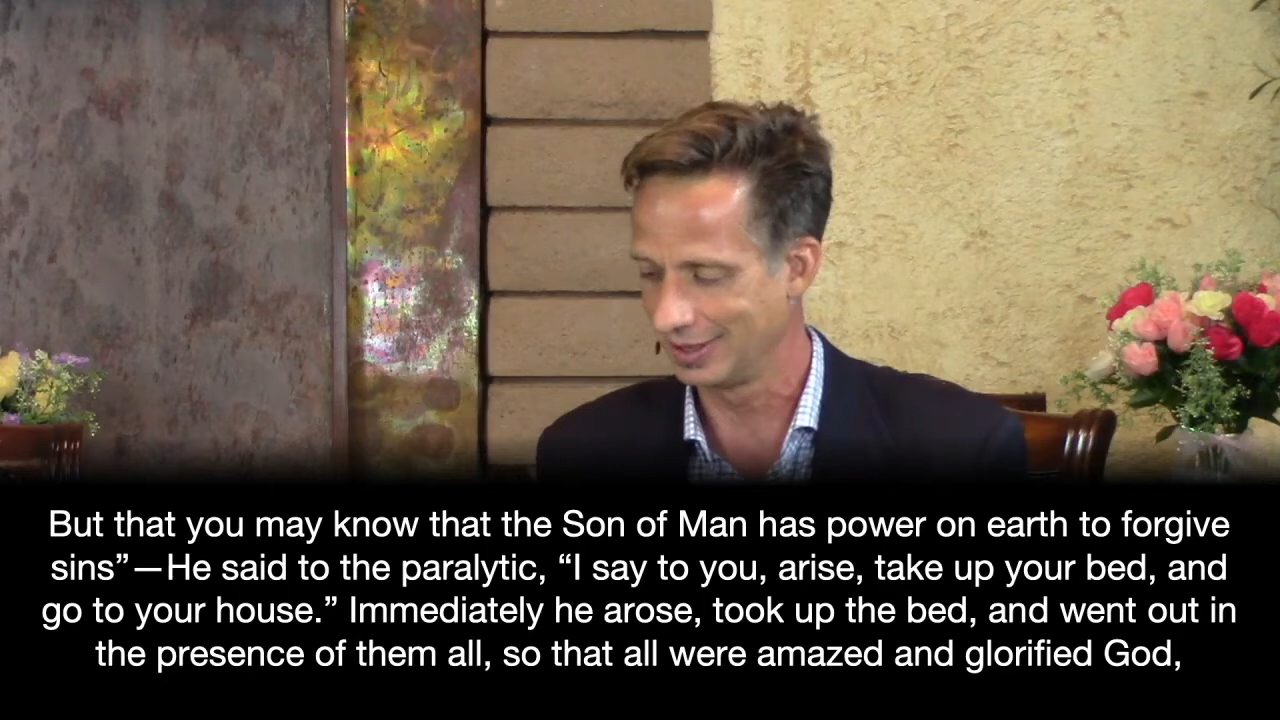 But that you may know that the Son of Man has power on earth to forgive
sins”—He said to the paralytic, “I say to you, arise, take up your bed, and
go to your house.” Immediately he arose, took up the bed, and went out in
the presence of them all, so that all were amazed and glorified God,